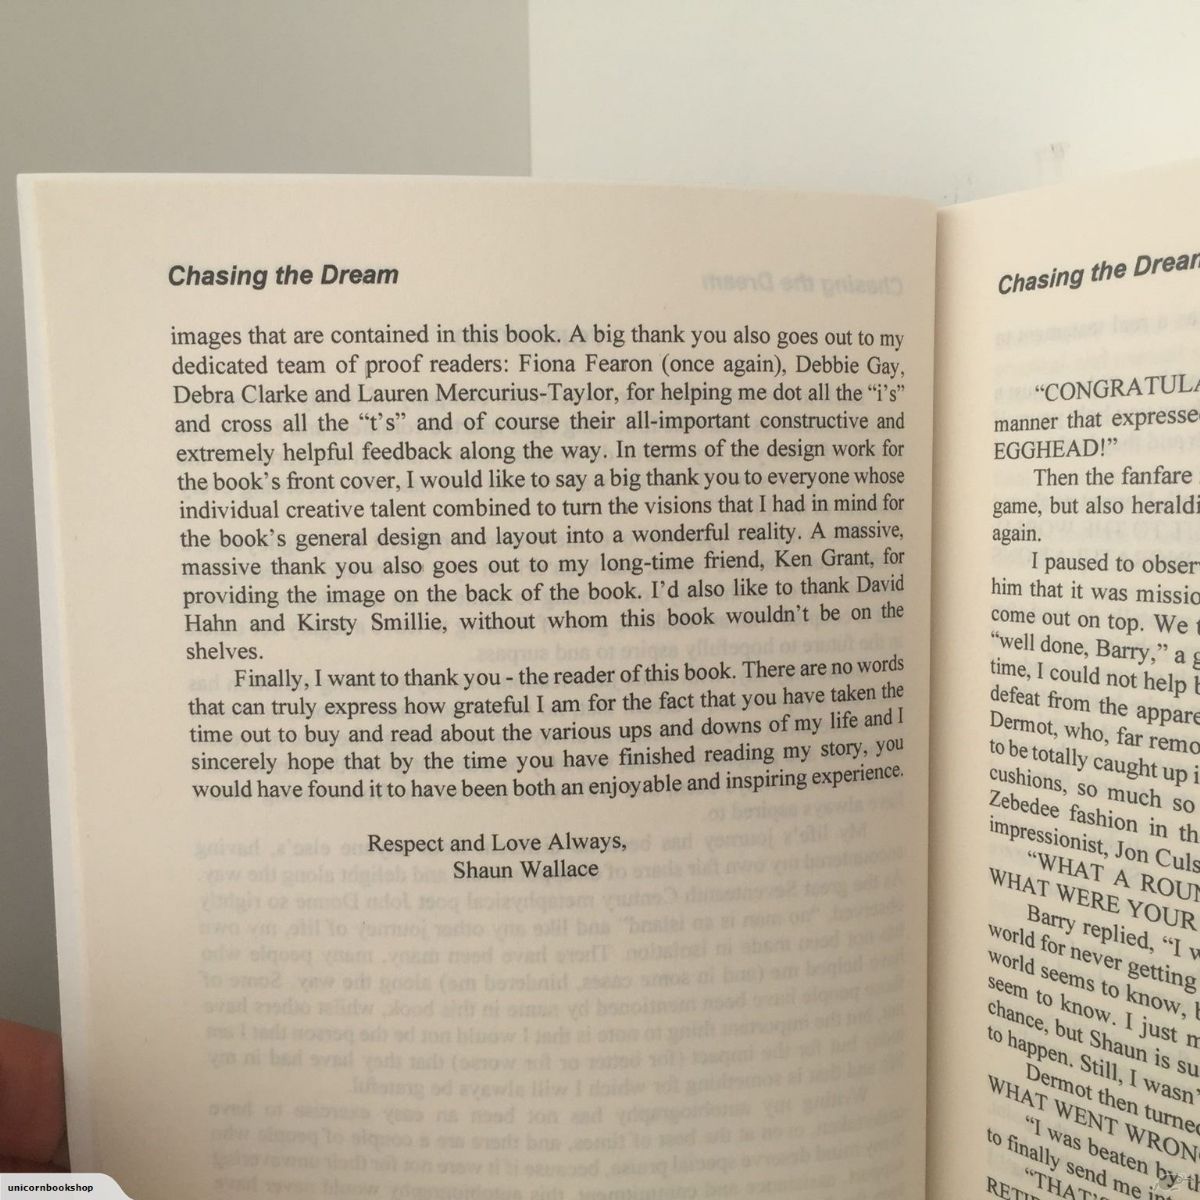 Chasing the Dream
images that are contained in this book. A big thank you also goes out to my
dedicated team of proof readers: Fiona Fearon (once again), Debbie Gay,
Debra Clarke and Lauren Mercurius-Taylor, for helping me dot all the “i’s”
and cross all the “t’s” and of course their all-important constructive and
extremely helpful feedback along the way. In terms of the design work for
the book’s front cover, I would like to say a big thank you to everyone whose
individual creative talent combined to turn the visions that I had in mind for
the book’s general design and layout into a wonderful reality. A massive,
massive thank you also goes out to my long-time friend, Ken Grant, for
providing the image on the back of the book. I’d also like to thank David
Hahn and Kirsty Smillie, without whom this book wouldn’t be on the
shelves.
Finally, I want to thank you - the reader of this book. There are no words
that can truly express how grateful I am for the fact that you have taken the
time out to buy and read about the various ups and downs of my life and I
sincerely hope that by the time you have finished reading my story, you
would have found it to have been both an enjoyable and inspiring experience.
Respect and Love Always,
Shaun Wallace
Chasing the
“CONGRATULA
manner that expresse
EGGHEAD!”
Then the fanfare
game, but also heraldi
again.
I paused to obser
him that it was missio
come out on top. We
“well done, Barry,” a
time, I could not help
defeat from the appare
Dermot, who, far remo
to be totally caught up
cushions, so much so
Zebedee fashion in
impressionist, Jon Culs
“WHAT A ROUN
WHAT WERE YOUR
Barry replied, “I
world for never getting
world seems to know,
seem to know. I just
chance, but Shaun is su
to happen. Still, I wasn’
Dermot then turned
WHAT WENT WRONG
“I was beaten by
to finally send me
“THAT’
unicornbookshop